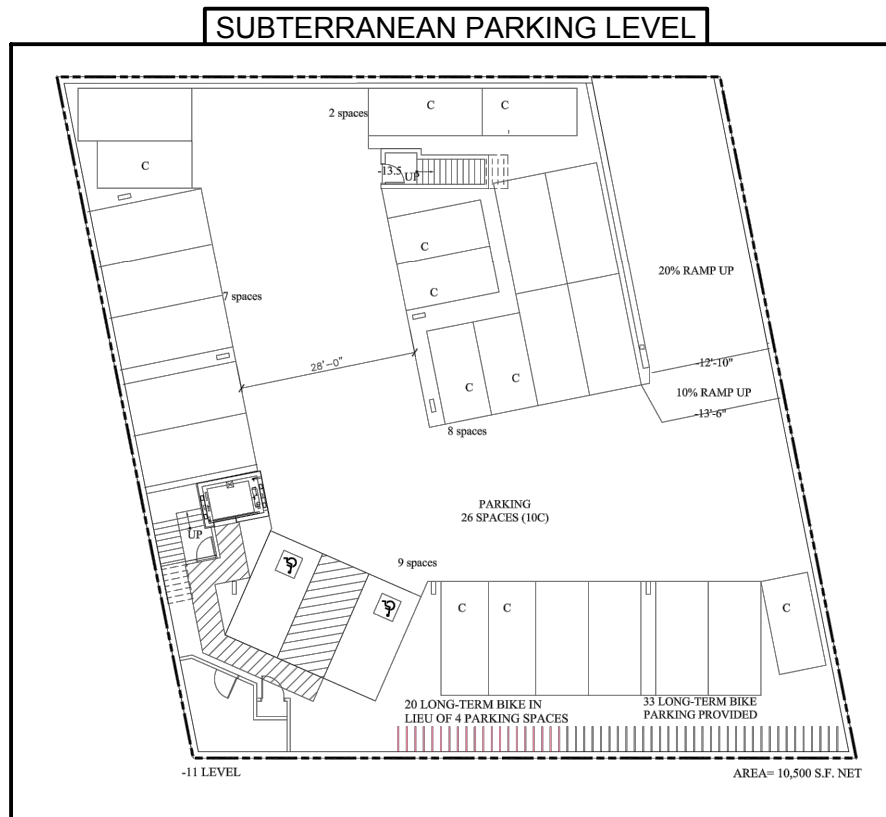 SUBTERRANEAN PARKING LEVEL
C
C
2 spaces
C
-13.5
UP
C
20% RAMP UP
C
7 spaces
28'-0"
-12'-10"
C
C
10% RAMP UP
-13'-6"
8 spaces
PARKING
26 SPACES (10C)
UP
9 spaces
C
C
C
20 LONG-TERM BIKE IN
LIEU OF 4 PARKING SPACES
33 LONG-TERM BIKE
PARKING PROVIDED
-11 LEVEL
AREA= 10,500 S.F. NET